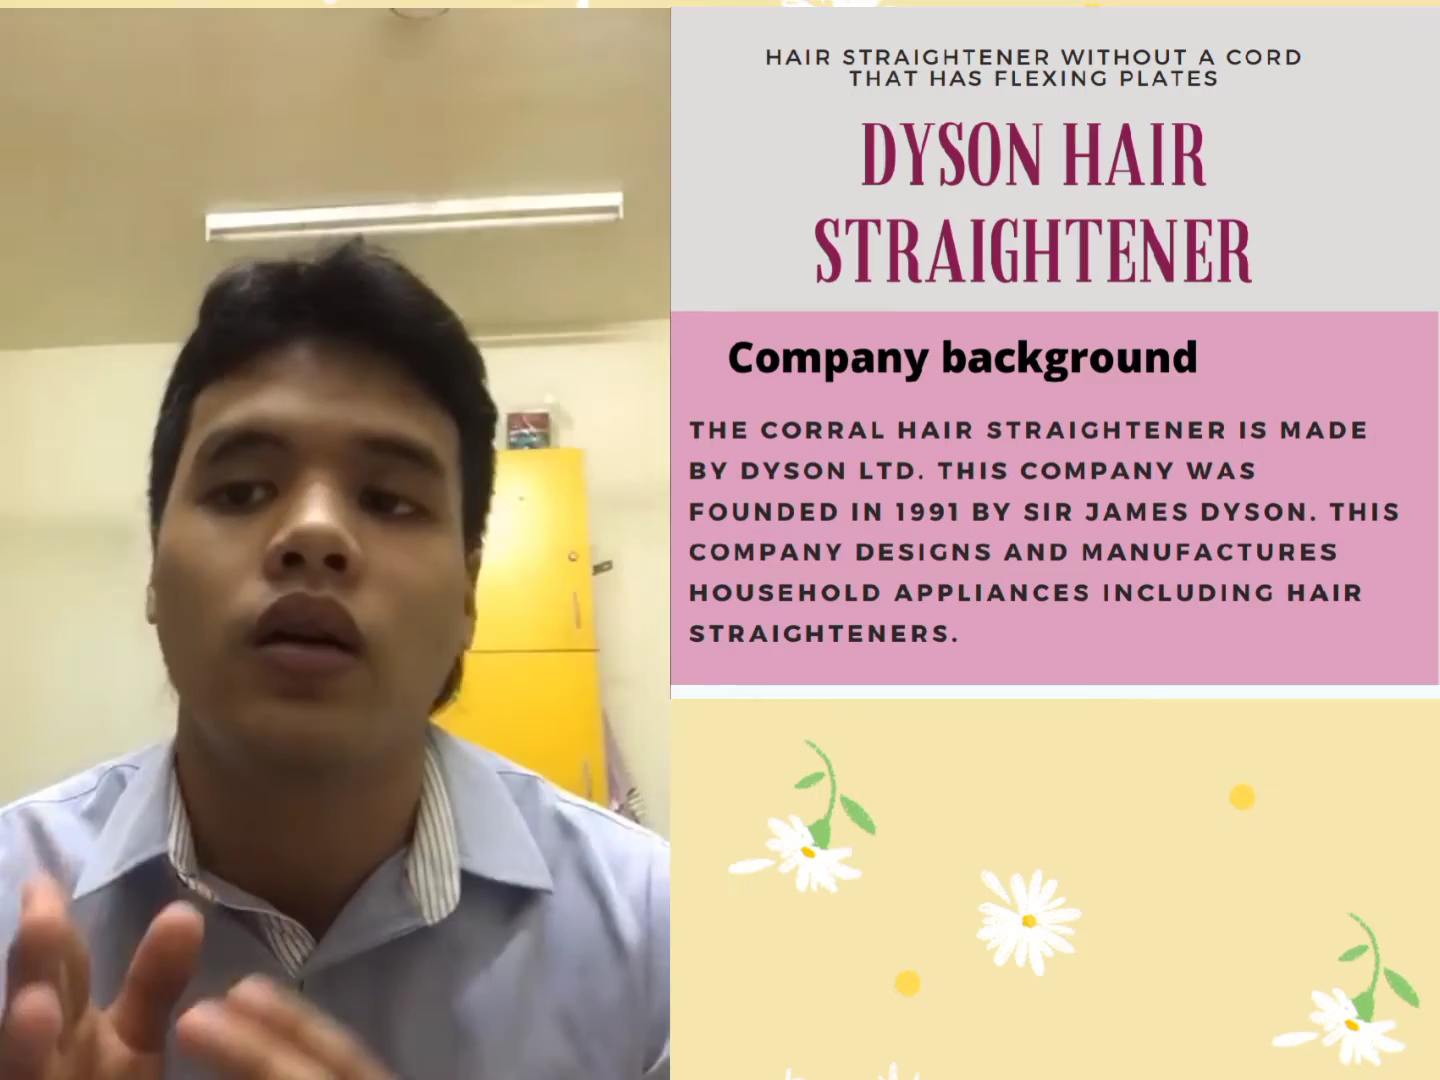 HAIR STRAIGHTENER WITHOUT A CORD
THAT HAS FLEXING PLATES
DYSON HAIR
STRAIGHTENER
Company background
THE CORRAL HAIR STRAIGHTENER IS MADE
BY DYSON LTD. THIS COMPANY WAS
FOUNDED IN 1991 BY SIR JAMES DYSON. THIS
COMPANY DESIGNS AND MANUFACTURES
HOUSEHOLD APPLIANCES INCLUDING HAIR
STRAIGHTENERS.